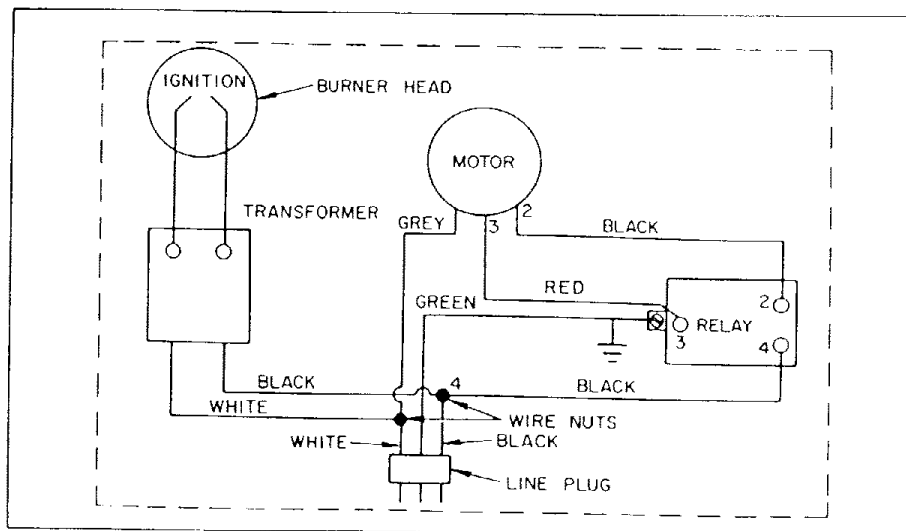 IGNITION
BURNER HEAD
MOTOR
TRANSFORMER
GREY
3
2
BLACK
RED
GREEN
2
3
RELAY
4
BLACK
4
BLACK
WHITE
WIRE NUTS
WHITE
BLACK
LINE PLUG